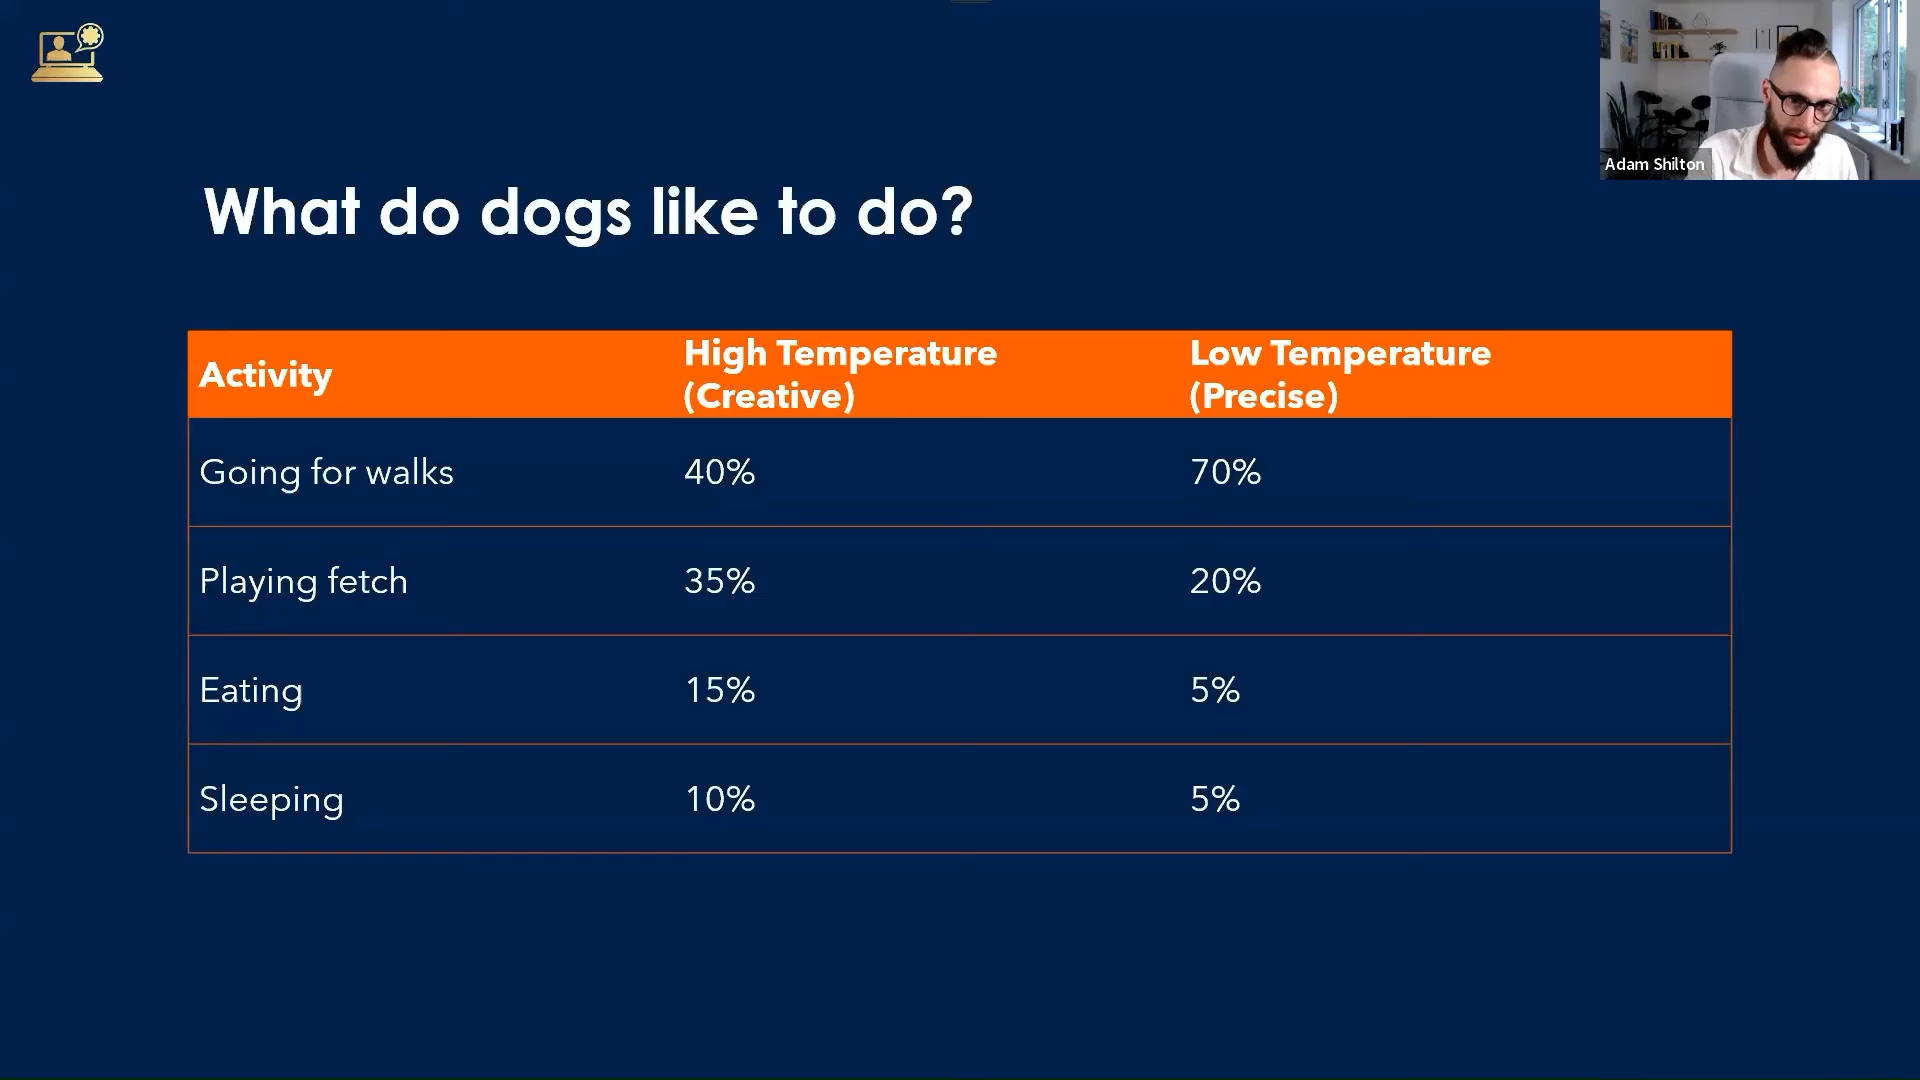 Adam Shilton
What do dogs like to do?
Activity
High Temperature
(Creative)
Low Temperature
(Precise)
Going for walks 40% 70%
Playing fetch 35% 20%
Eating 15% 5%
Sleeping 10% 5%